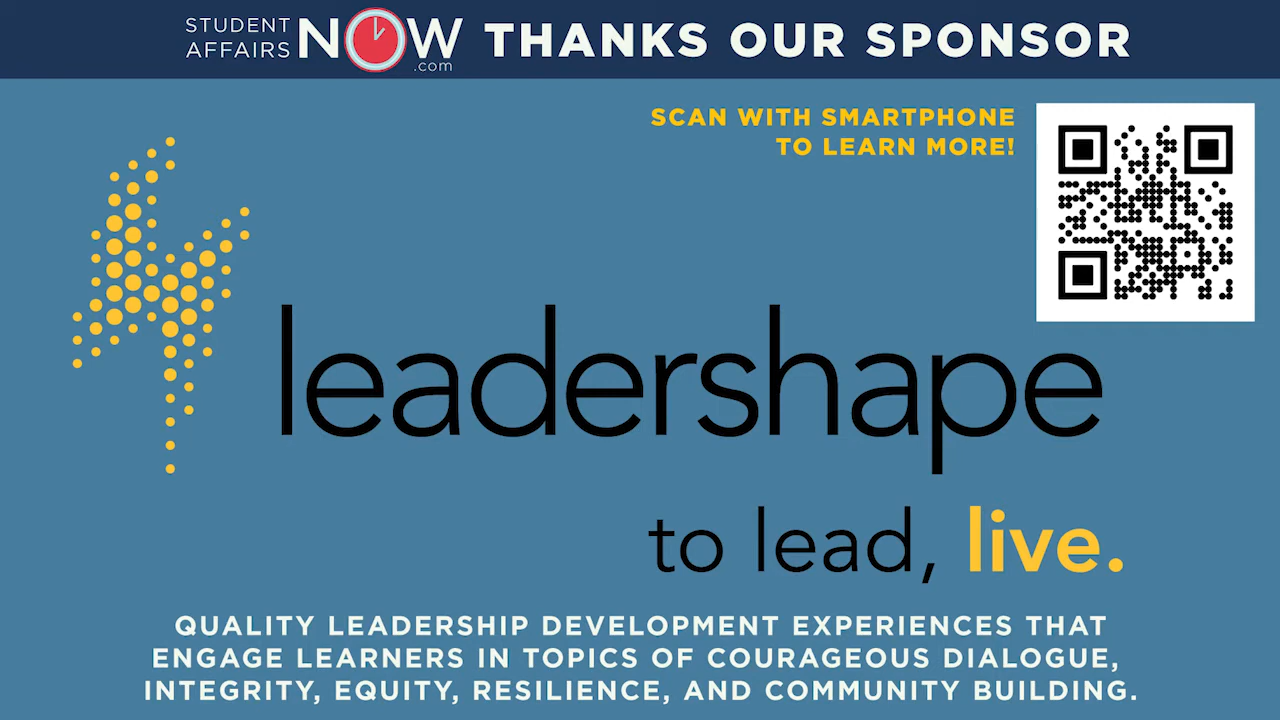 STUDENT AFFAIRS NOW.com THANKS OUR SPONSOR
SCAN WITH SMARTPHONE
TO LEARN MORE!
leadershape
to lead, live.
QUALITY LEADERSHIP DEVELOPMENT EXPERIENCES THAT
ENGAGE LEARNERS IN TOPICS OF COURAGEOUS DIALOGUE,
INTEGRITY, EQUITY, RESILIENCE, AND COMMUNITY BUILDING.